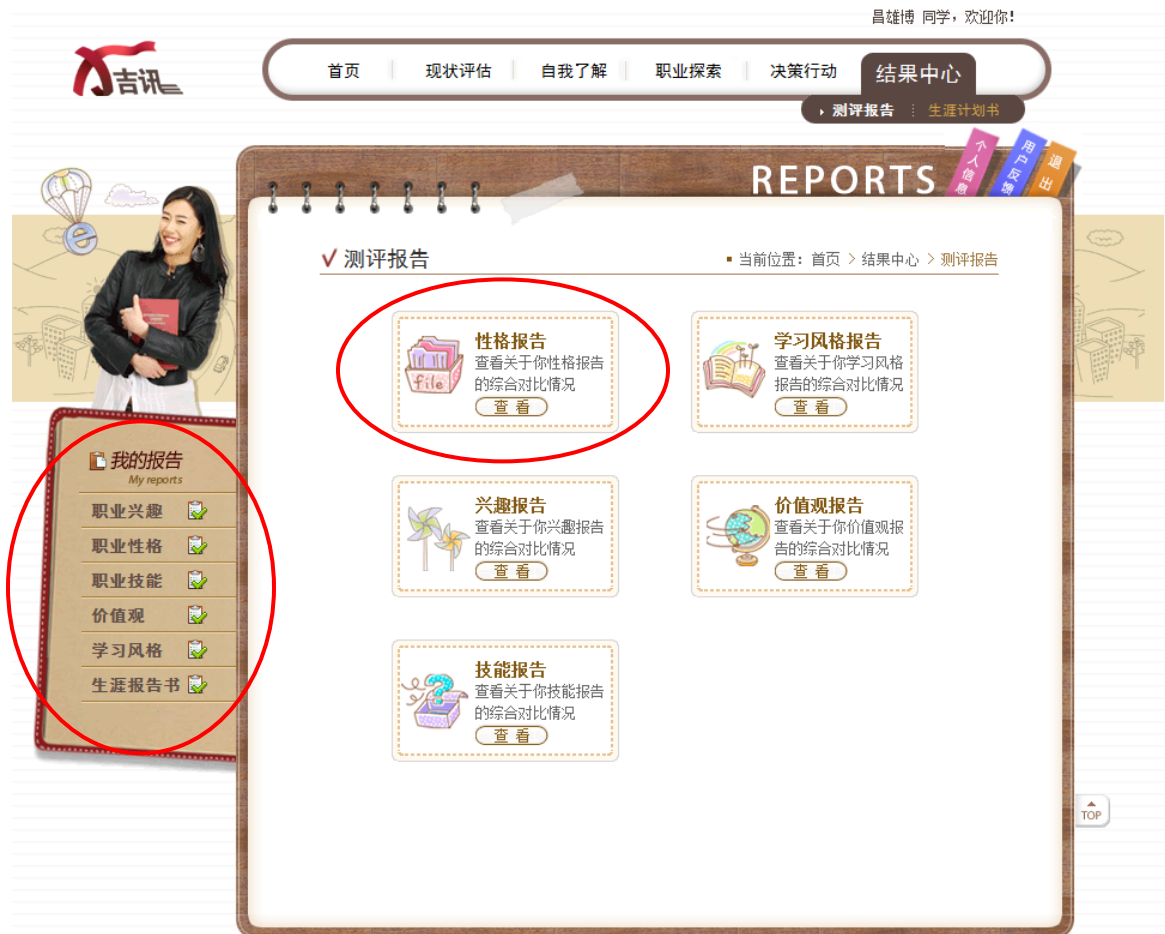 昌雄博 同学，欢迎你!
吉讯
首页 现状评估 自我了解 职业探索 决策行动 结果中心
测评报告 生涯计划书
REPORTS
个人信息
用户反馈
退出
测评报告
当前位置：首页 > 结果中心 > 测评报告
file
性格报告
查看关于你性格报告
的综合对比情况
查看
学习风格报告
查看关于你学习风格
报告的综合对比情况
查看
我的报告
My reports
职业兴趣
职业性格
职业技能
价值观
学习风格
生涯报告书
e
兴趣报告
查看关于你兴趣报告
的综合对比情况
查看
价值观报告
查看关于你价值观报
告的综合对比情况
查看
技能报告
查看关于你技能报告
的综合对比情况
查看
TOP